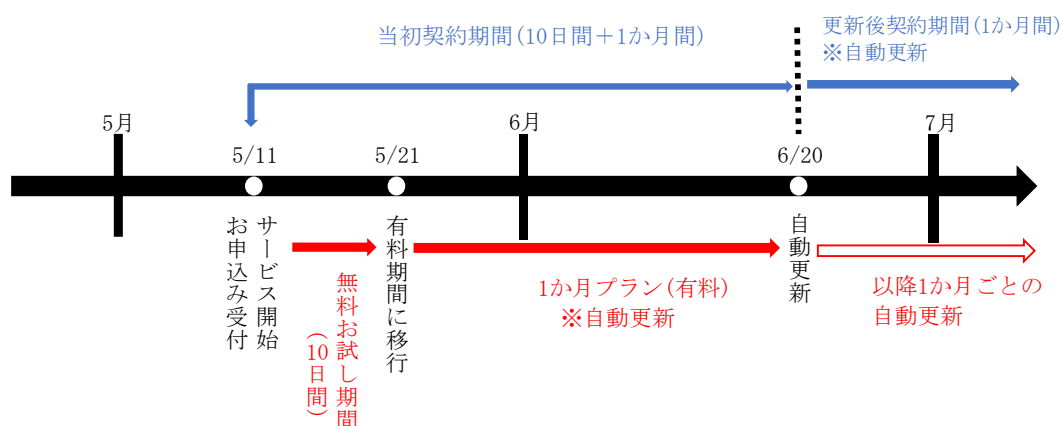 当初契約期間(10日間＋1か月間)
更新後契約期間(1か月間)
※自動更新
5月
6月
7月
5/11
5/21
6/20
サービス開始
お申込み受付
無料お試し期間
(10日間)
有料期間に移行
1か月プラン(有料)
※自動更新
自動更新
以降1か月ごとの
自動更新